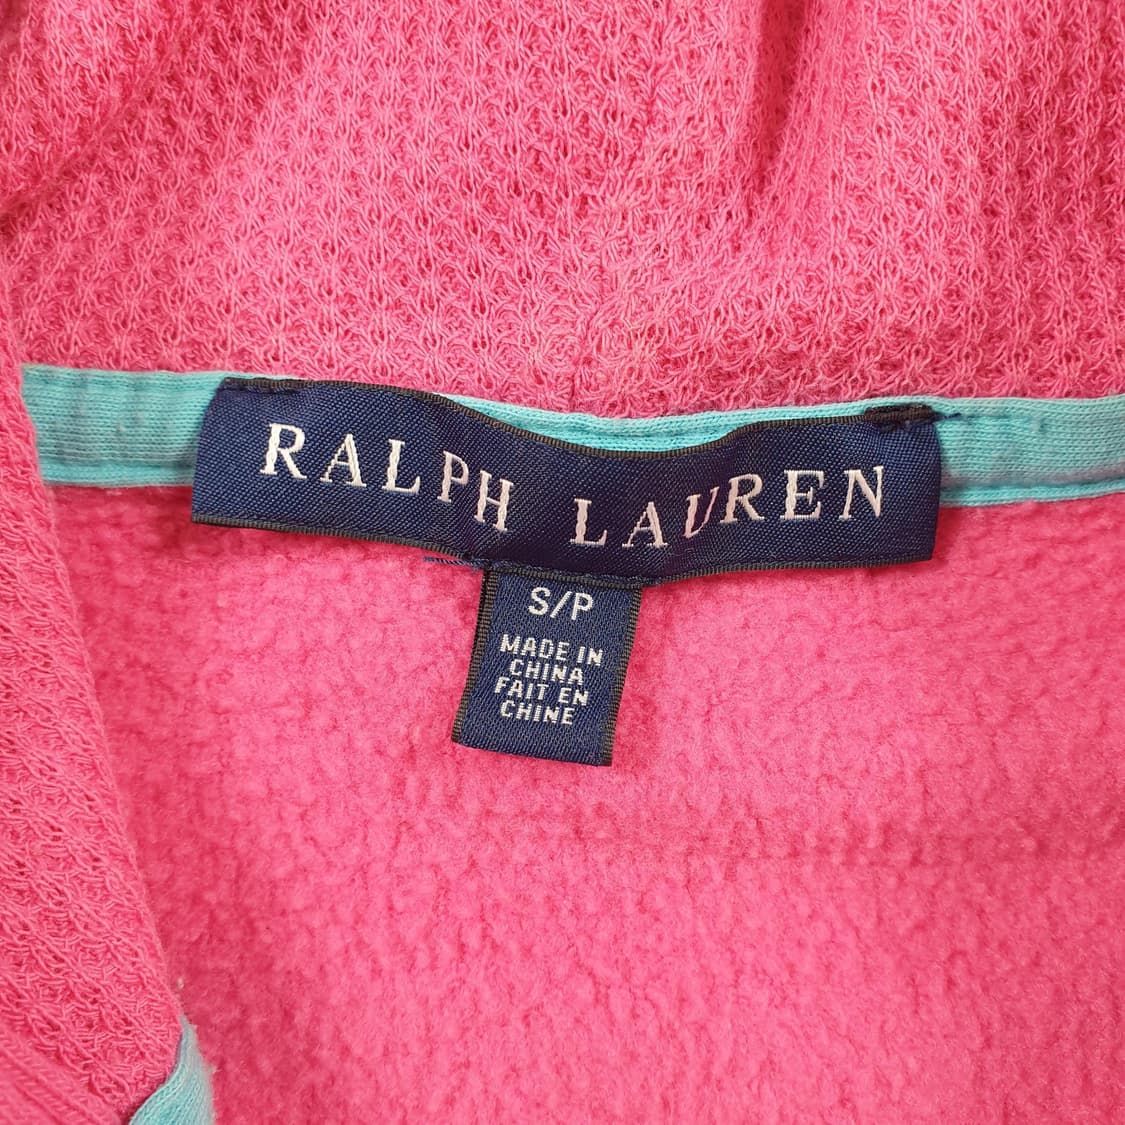 RALPH LAUREN
S/P
MADE IN
CHINA
FAIT EN
CHINE